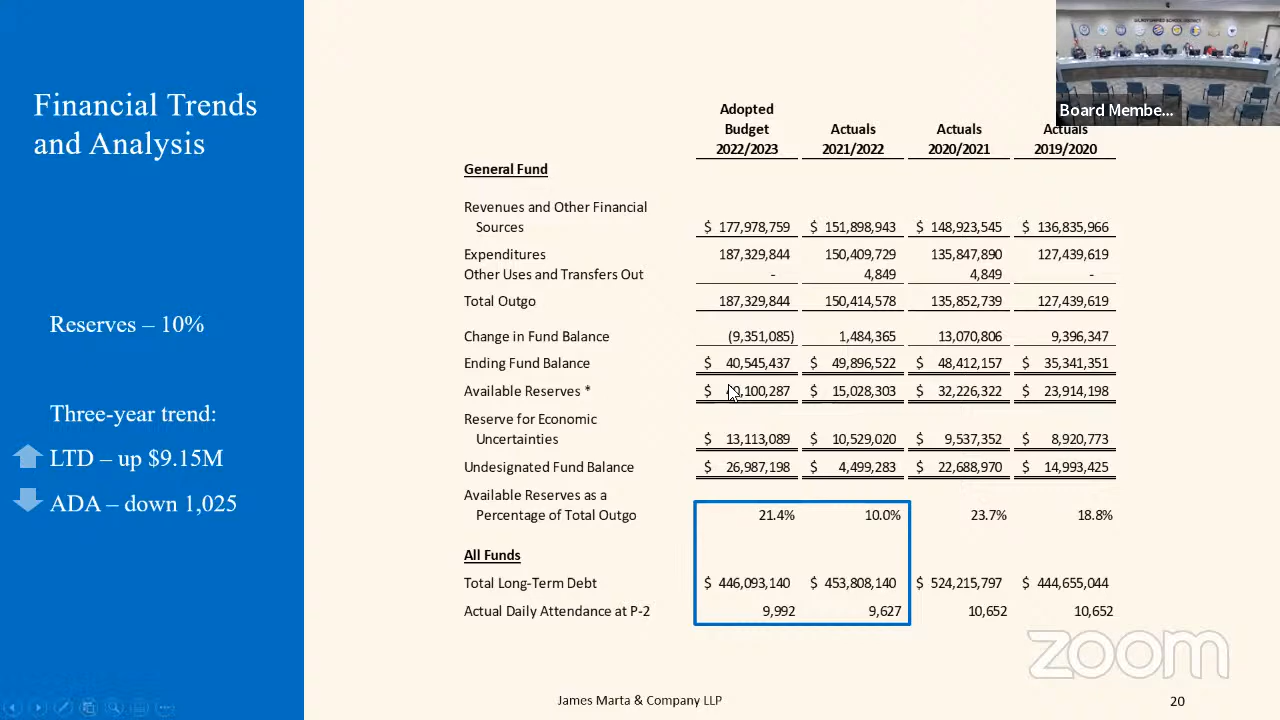 Financial Trends
and Analysis
Reserves – 10%
Three-year trend:
LTD – up $9.15M
ADA – down 1,025
Board Membe...
Adopted
Budget Actuals Actuals Actuals
2022/2023 2021/2022 2020/2021 2019/2020
General Fund
Revenues and Other Financial
Sources $ 177,978,759 $ 151,898,943 $ 148,923,545 $ 136,835,966
Expenditures 187,329,844 150,409,729 135,847,890 127,439,619
Other Uses and Transfers Out - 4,849 4,849 -
Total Outgo 187,329,844 150,414,578 135,852,739 127,439,619
Change in Fund Balance (9,351,085) 1,484,365 13,070,806 9,396,347
Ending Fund Balance $ 40,545,437 $ 49,896,522 $ 48,412,157 $ 35,341,351
Available Reserves * $ $ 15,028,303 $ 32,226,322 $ 23,914,198
Reserve for Economic
Uncertainties $ 13,113,089 $ 10,529,020 $ 9,537,352 $ 8,920,773
Undesignated Fund Balance $ 26,987,198 $ 4,499,283 $ 22,688,970 $ 14,993,425
Available Reserves as a
Percentage of Total Outgo 21.4% 10.0% 23.7% 18.8%
All Funds
Total Long-Term Debt $ 446,093,140 $ 453,808,140 $ 524,215,797 $ 444,655,044
Actual Daily Attendance at P-2 9,992 9,627 10,652 10,652
zoom
James Marta & Company LLP
20